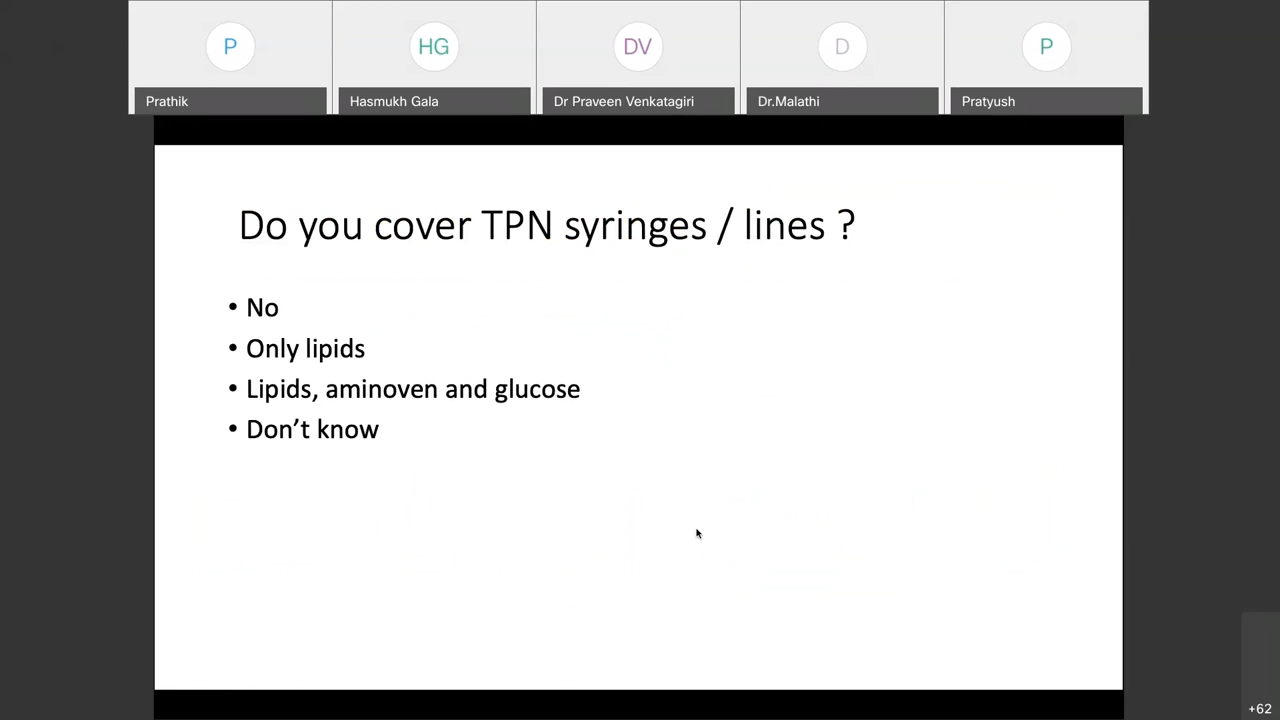 P
HG
DV
D
P
Prathik
Hasmukh Gala
Dr Praveen Venkatagiri
Dr.Malathi
Pratyush
Do you cover TPN syringes / lines ?
• No
• Only lipids
• Lipids, aminoven and glucose
• Don’t know
+62